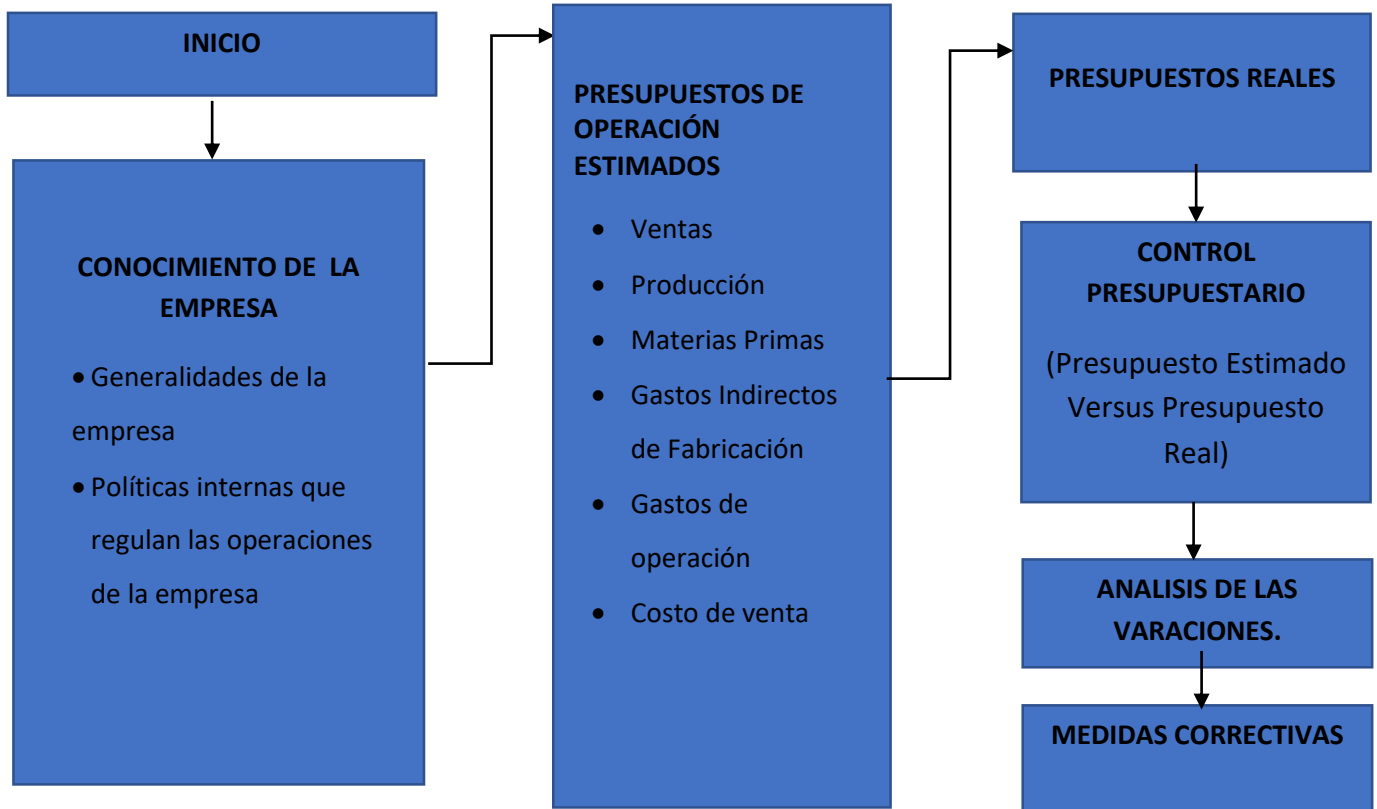 INICIO
CONOCIMIENTO DE LA
EMPRESA
• Generalidades de la
empresa
• Políticas internas que
regulan las operaciones
de la empresa
PRESUPUESTOS DE
OPERACIÓN
ESTIMADOS
• Ventas
• Producción
• Materias Primas
• Gastos Indirectos
de Fabricación
• Gastos de
operación
• Costo de venta
PRESUPUESTOS REALES
CONTROL
PRESUPUESTARIO
(Presupuesto Estimado
Versus Presupuesto
Real)
ANALISIS DE LAS
VARACIONES.
MEDIDAS CORRECTIVAS